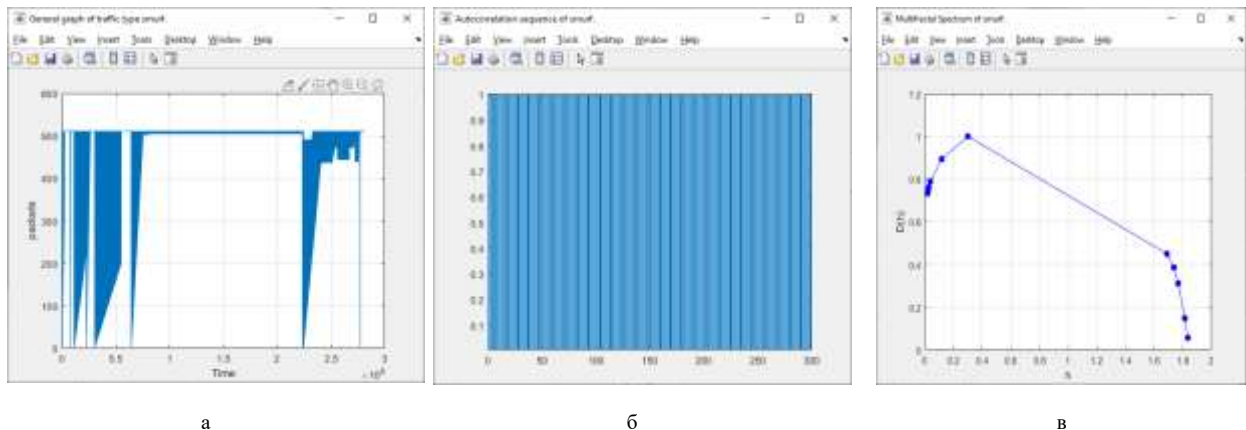 General graph of traffic type smurf.
File Edit View Insert Tools Desktop Window Help
600
500
400
300
200
100
0
packets
0 0.5 1 1.5 2 2.5 3
Time
Autocorrelation sequence of smurf.
File Edit View Insert Tools Desktop Window Help
1
0.9
0.8
0.7
0.6
0.5
0.4
0.3
0.2
0.1
0 50 100 150 200 250 300
Multifractal Spectrum of smurf.
File Edit View Insert Tools Desktop Window Help
1.2
1
0.8
0.6
0.4
0.2
0
D(h)
0 0.2 0.4 0.6 0.8 1 1.2 1.4 1.6 1.8 2
h
а б в